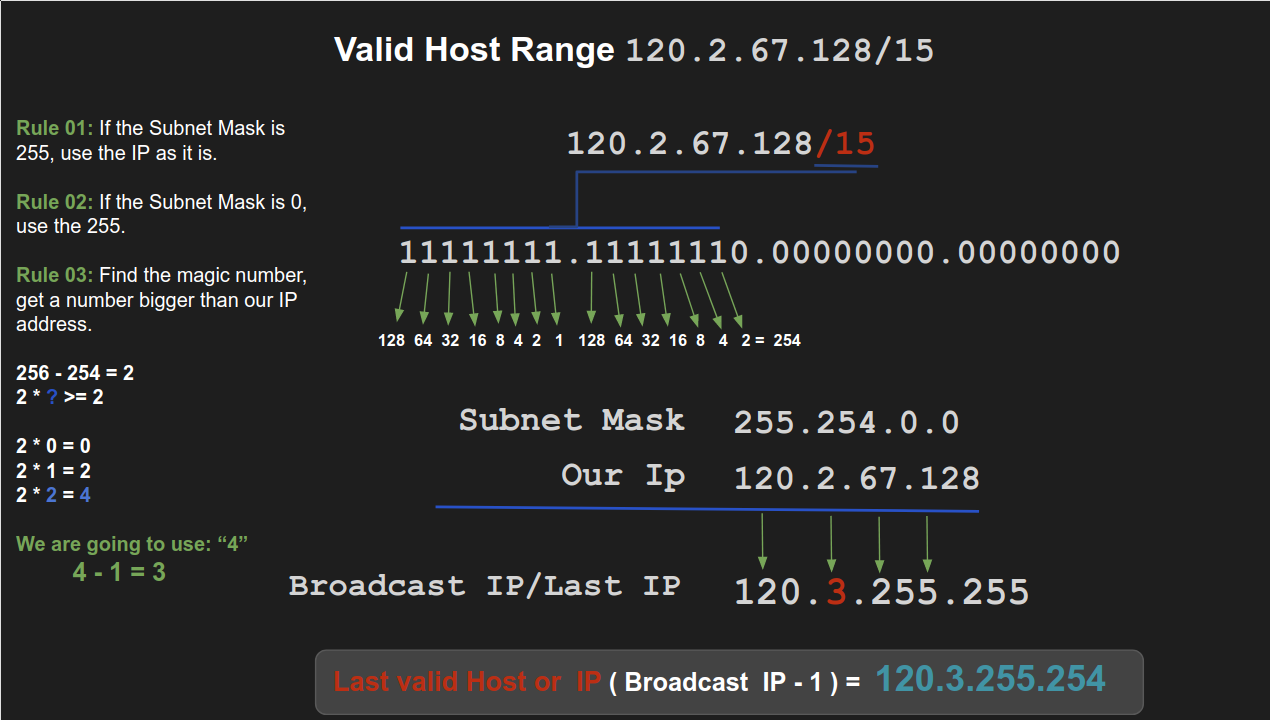 Valid Host Range 120.2.67.128/15
Rule 01: If the Subnet Mask is
255, use the IP as it is.
Rule 02: If the Subnet Mask is 0,
use the 255.
Rule 03: Find the magic number,
get a number bigger than our IP
address.
256 - 254 = 2
2 * ? >= 2
2 * 0 = 0
2 * 1 = 2
2 * 2 = 4
We are going to use: “4”
4 - 1 = 3
120.2.67.128/15
11111111.11111110.00000000.00000000
128 64 32 16 8 4 2 1 128 64 32 16 8 4 2 = 254
Subnet Mask 255.254.0.0
Our Ip 120.2.67.128
Broadcast IP/Last IP 120.3.255.255
Last valid Host or IP ( Broadcast IP - 1 ) = 120.3.255.254